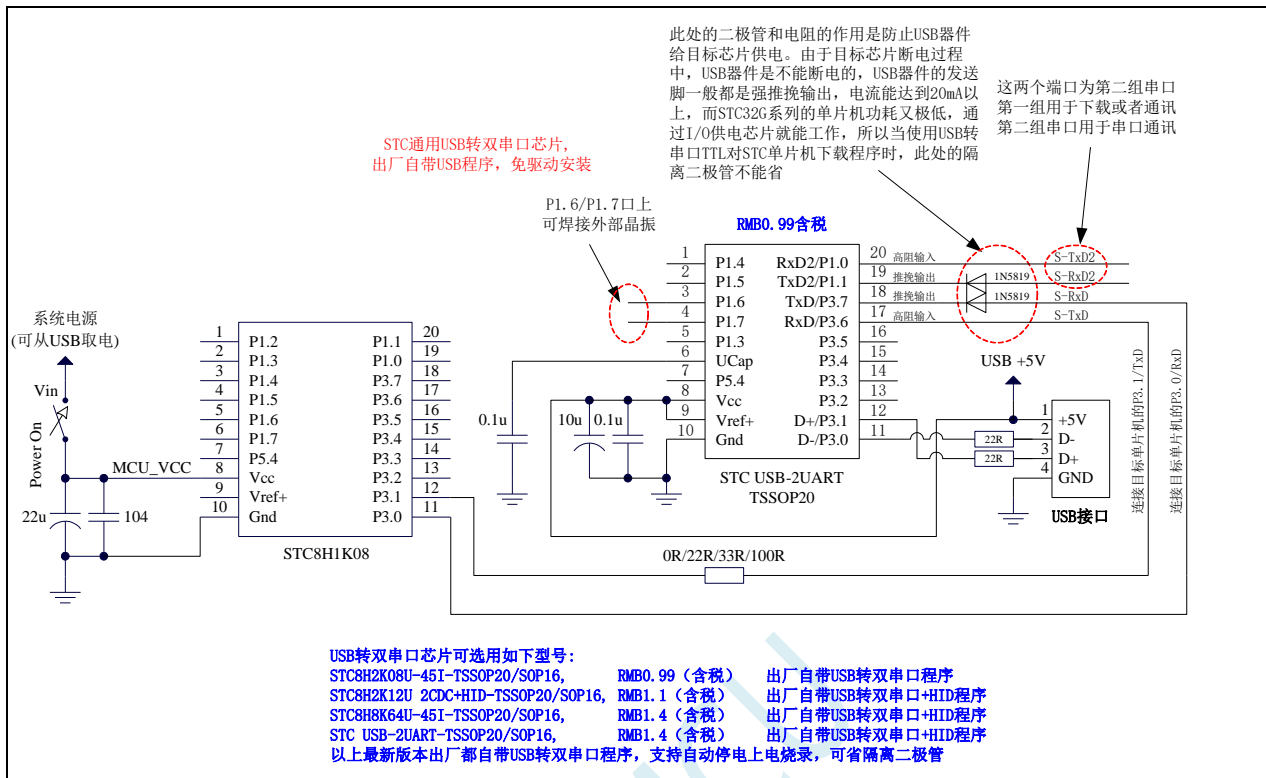 此处的二极管和电阻的作用是防止USB器件
给目标芯片供电。由于目标芯片断电过程
中，USB器件是不能断电的，USB器件的发送
脚一般都是强推挽输出，电流能达到20mA以
上，而STC32G系列的单片机功耗又极低，通
过I/O供电芯片就能工作，所以当使用USB转
串口TTL对STC单片机下载程序时，此处的隔
离二极管不能省
这两个端口为第二组串口
第一组用于下载或者通讯
第二组串口用于串口通讯
STC通用USB转双串口芯片，
出厂自带USB程序，免驱动安装
P1.6/P1.7口上
可焊接外部晶振
RMB0.99含税
1 P1.4 RxD2/P1.0 20 高阻输入 S-TxD2
2 P1.5 TxD2/P1.1 19 推挽输出 1N5819 S-RxD2
3 P1.6 TxD/P3.7 18 推挽输出 1N5819 S-RxD
4 P1.7 RxD/P3.6 17 高阻输入 S-TxD
5 P1.3 P3.5 16
6 UCap P3.4 15
7 P5.4 P3.3 14
8 Vcc P3.2 13
9 Vref+ D+/P3.1 12
10 Gnd D-/P3.0 11
STC USB-2UART
TSSOP20
0.1u
10u
0.1u
USB +5V
22R
22R
1 +5V
2 D-
3 D+
4 GND
USB接口
连接目标单片机的P3.1/TxD
连接目标单片机的P3.0/RxD
系统电源
(可从USB取电)
Vin
Power On
MCU_VCC
22u
104
1 P1.2 P1.1 20
2 P1.3 P1.0 19
3 P1.4 P3.7 18
4 P1.5 P3.6 17
5 P1.6 P3.5 16
6 P1.7 P3.4 15
7 P5.4 P3.3 14
8 Vcc P3.2 13
9 Vref+ P3.1 12
10 Gnd P3.0 11
STC8H1K08
0R/22R/33R/100R
USB转双串口芯片可选用如下型号：
STC8H2K08U-45I-TSSOP20/SOP16, RMB0.99（含税） 出厂自带USB转双串口程序
STC8H2K12U 2CDC+HID-TSSOP20/SOP16, RMB1.1（含税） 出厂自带USB转双串口+HID程序
STC8H8K64U-45I-TSSOP20/SOP16, RMB1.4（含税） 出厂自带USB转双串口+HID程序
STC USB-2UART-TSSOP20/SOP16, RMB1.4（含税） 出厂自带USB转双串口+HID程序
以上最新版本出厂都自带USB转双串口程序，支持自动停电上电烧录，可省隔离二极管